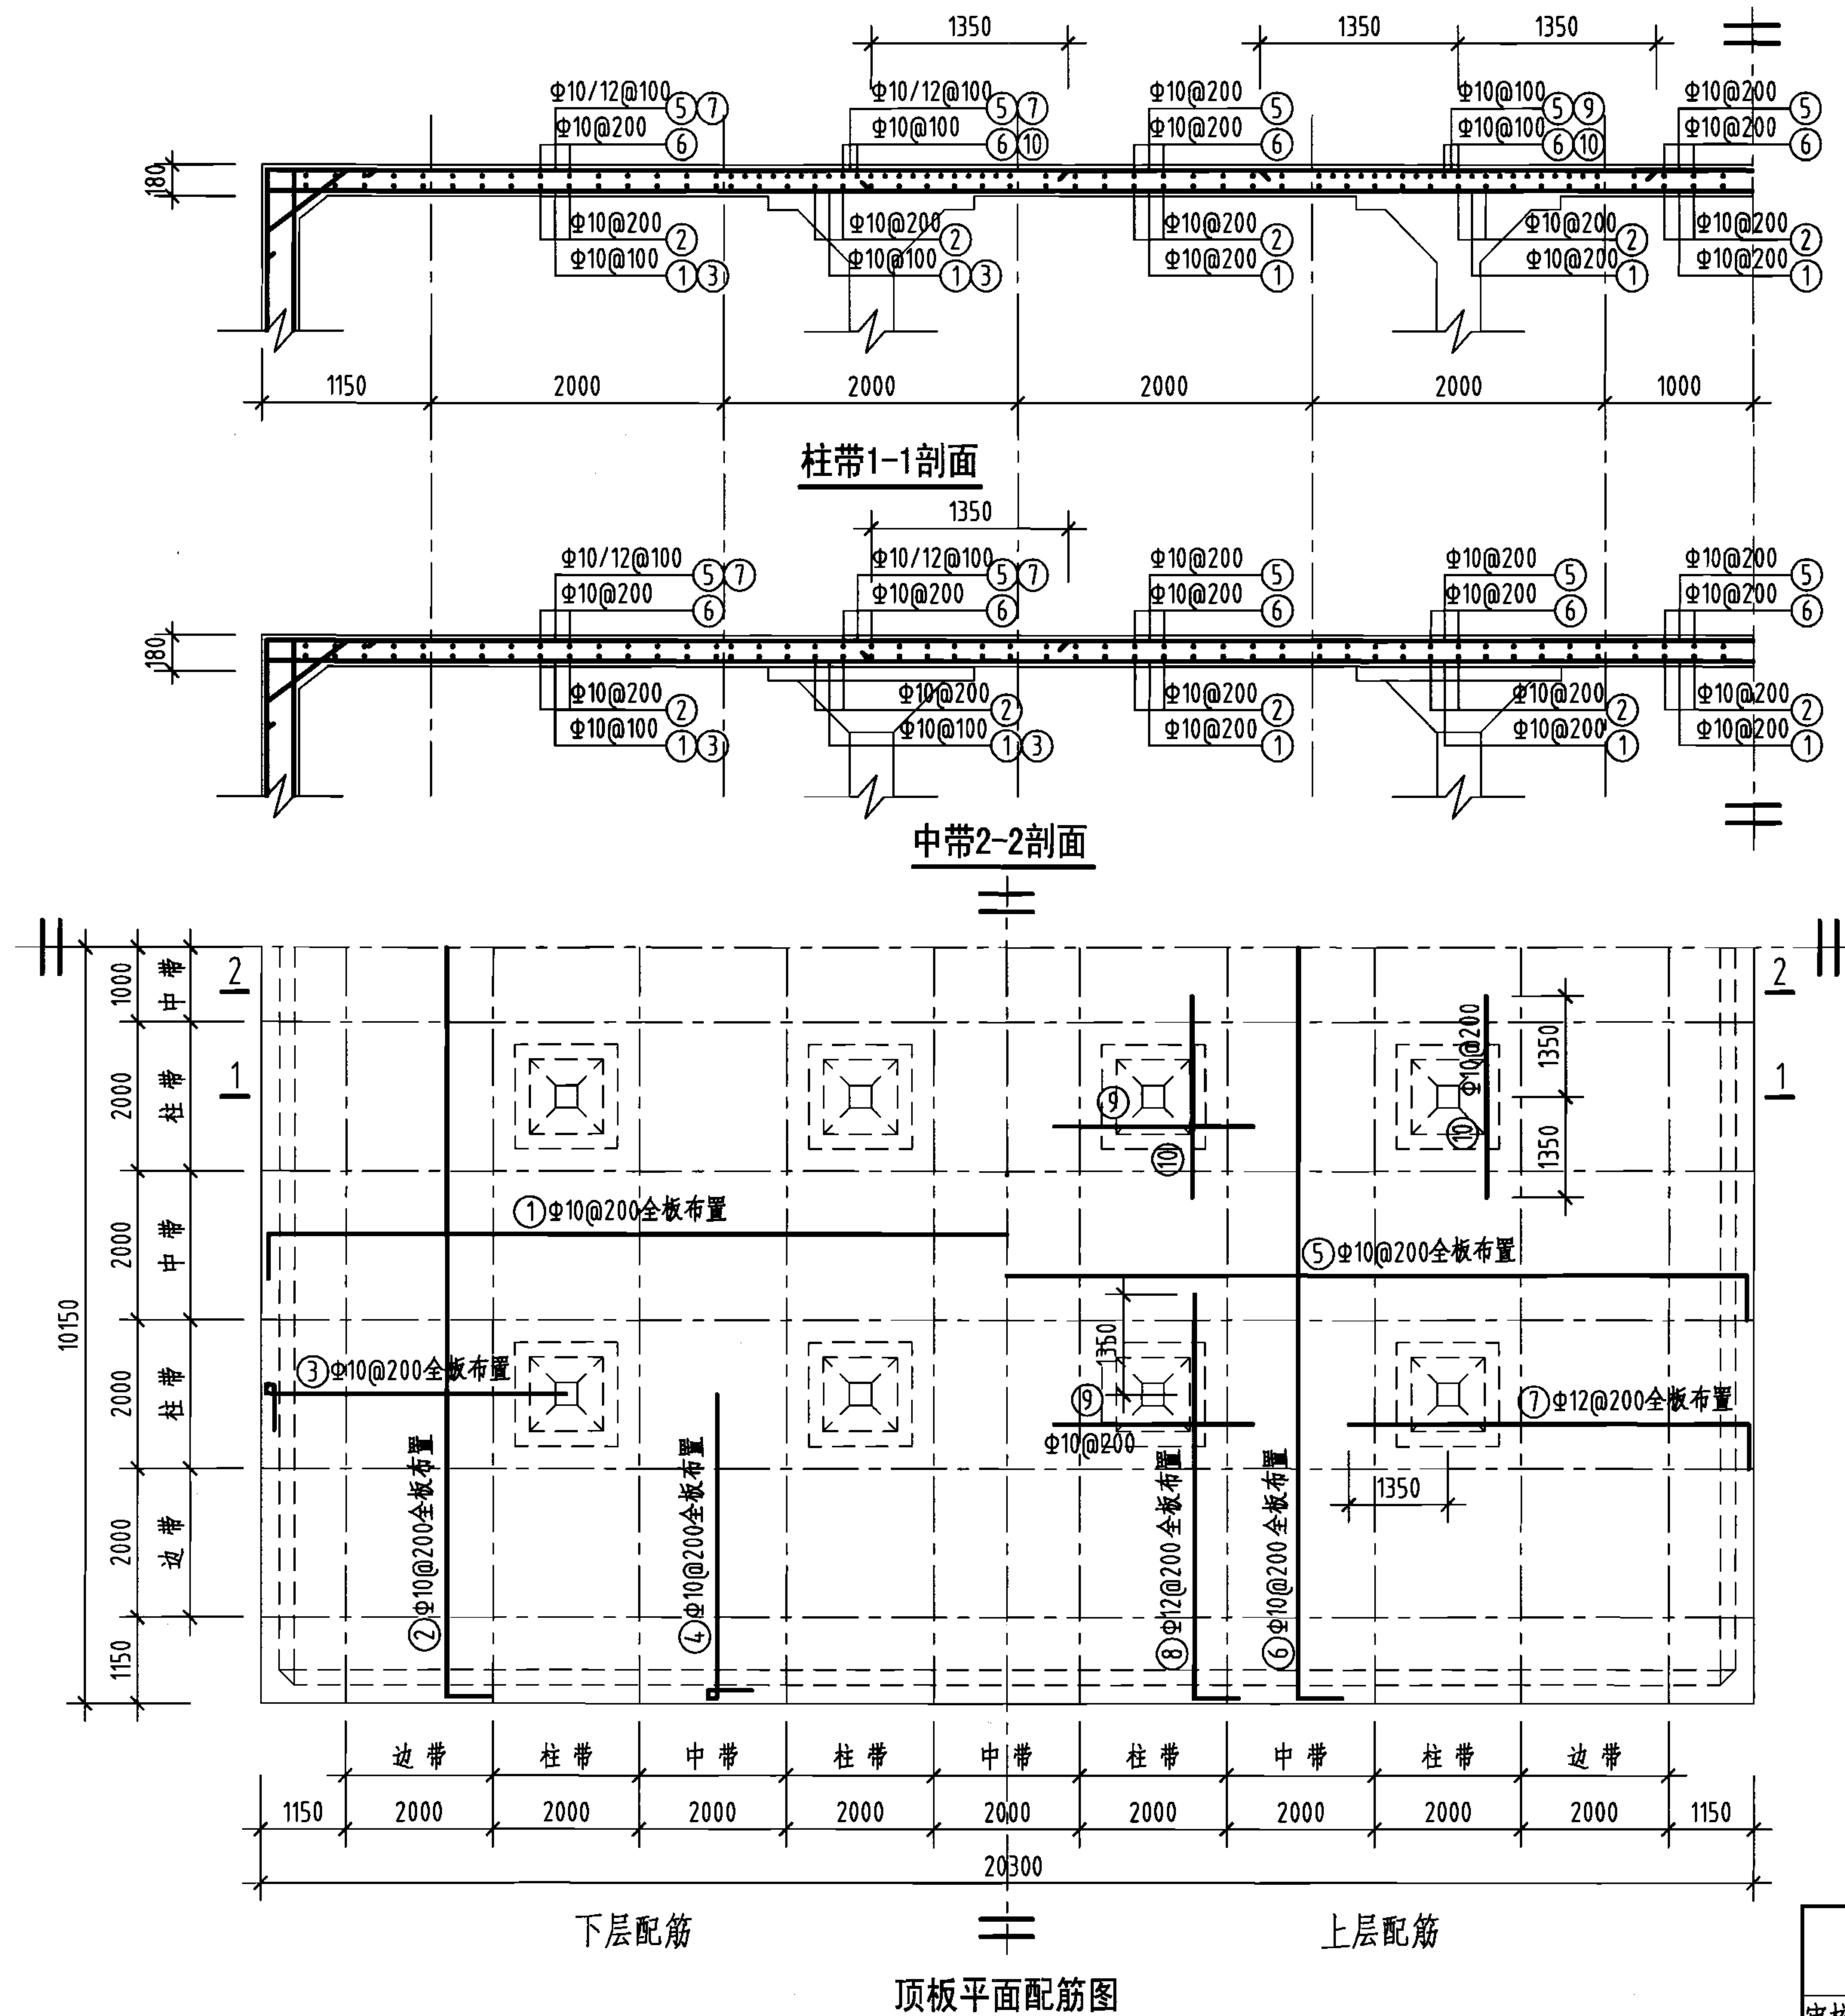 1350 1350 1350
Φ10/12@100 ⑤⑦ Φ10/12@100 ⑤⑦ Φ10@200 ⑤ Φ10@100 ⑤⑨ Φ10@200 ⑤
Φ10@200 ⑥ Φ10@100 ⑥⑩ Φ10@200 ⑥ Φ10@100 ⑥⑩ Φ10@200 ⑥
180
Φ10@200 ② Φ10@200 ② Φ10@200 ② Φ10@200 ② Φ10@200 ②
Φ10@100 ①③ Φ10@100 ①③ Φ10@200 ① Φ10@200 ① Φ10@200 ①
1150 2000 2000 2000 2000 1000
柱带1-1剖面
1350
Φ10/12@100 ⑤⑦ Φ10/12@100 ⑤⑦ Φ10@200 ⑤ Φ10@200 ⑤ Φ10@200 ⑤
Φ10@200 ⑥ Φ10@200 ⑥ Φ10@200 ⑥ Φ10@200 ⑥ Φ10@200 ⑥
180
Φ10@200 ② Φ10@200 ② Φ10@200 ② Φ10@200 ② Φ10@200 ②
Φ10@100 ①③ Φ10@100 ①③ Φ10@200 ① Φ10@200 ① Φ10@200 ①
中带2-2剖面
10150
1000 2000 2000 2000 2000 1150
中带 柱带 中带 柱带 边带
2 2
1 1
⑨
⑩
⑩ Φ10@200
1350 1350
①Φ10@200全板布置
⑤Φ10@200全板布置
1350
③Φ10@200全板布置
⑨
Φ10@200
⑦Φ12@200全板布置
1350
②Φ10@200全板布置
④Φ10@200全板布置
⑧Φ12@200全板布置
⑥Φ10@200全板布置
边带 柱带 中带 柱带 中带 柱带 中带 柱带 边带
1150 2000 2000 2000 2000 2000 2000 2000 2000 2000 1150
20300
下层配筋 上层配筋
顶板平面配筋图